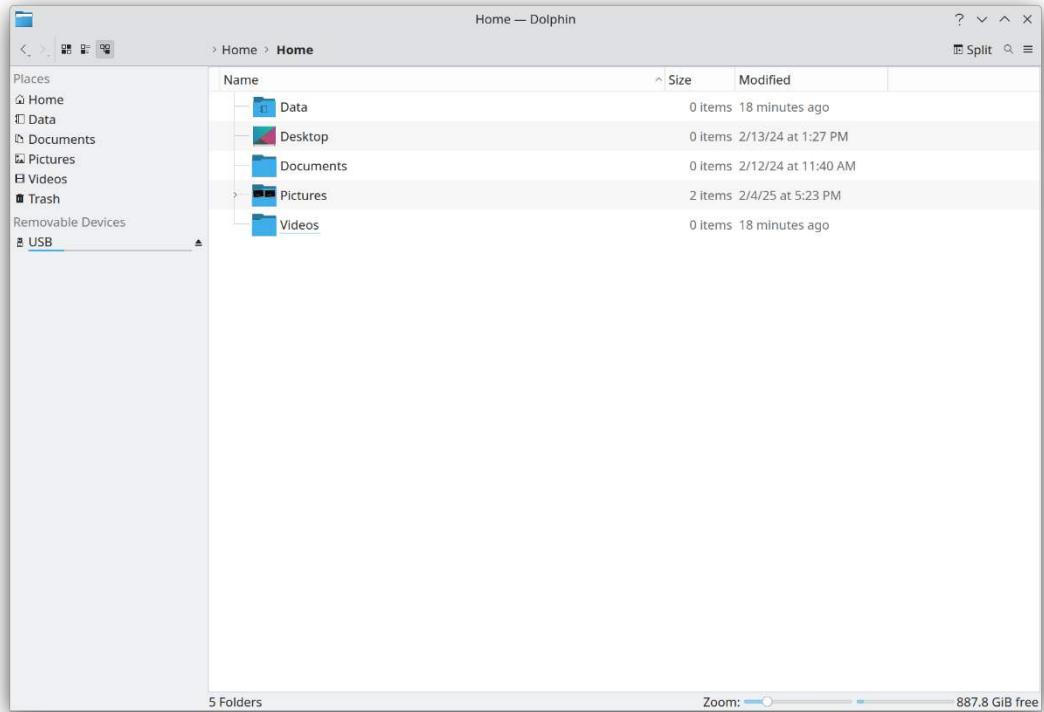 Home — Dolphin
Home > Home
Split
Places
Home
Data
Documents
Pictures
Videos
Trash
Removable Devices
USB
Name Size Modified
Data 0 items 18 minutes ago
Desktop 0 items 2/13/24 at 1:27 PM
Documents 0 items 2/12/24 at 11:40 AM
Pictures 2 items 2/4/25 at 5:23 PM
Videos 0 items 18 minutes ago
5 Folders Zoom: 887.8 GiB free